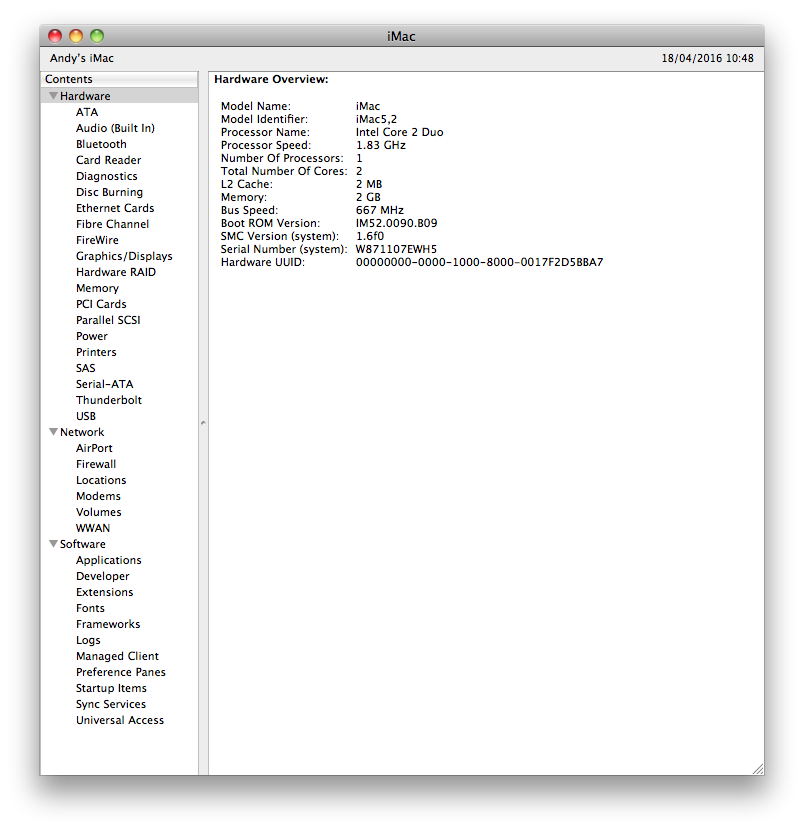 iMac
Andy's iMac 18/04/2016 10:48
Contents
Hardware
ATA
Audio (Built In)
Bluetooth
Card Reader
Diagnostics
Disc Burning
Ethernet Cards
Fibre Channel
FireWire
Graphics/Displays
Hardware RAID
Memory
PCI Cards
Parallel SCSI
Power
Printers
SAS
Serial-ATA
Thunderbolt
USB
Network
AirPort
Firewall
Locations
Modems
Volumes
WWAN
Software
Applications
Developer
Extensions
Fonts
Frameworks
Logs
Managed Client
Preference Panes
Startup Items
Sync Services
Universal Access
Hardware Overview:
Model Name: iMac
Model Identifier: iMac5,2
Processor Name: Intel Core 2 Duo
Processor Speed: 1.83 GHz
Number Of Processors: 1
Total Number Of Cores: 2
L2 Cache: 2 MB
Memory: 2 GB
Bus Speed: 667 MHz
Boot ROM Version: IM52.0090.B09
SMC Version (system): 1.6f0
Serial Number (system): W871107EWH5
Hardware UUID: 00000000-0000-1000-8000-0017F2D5BBA7